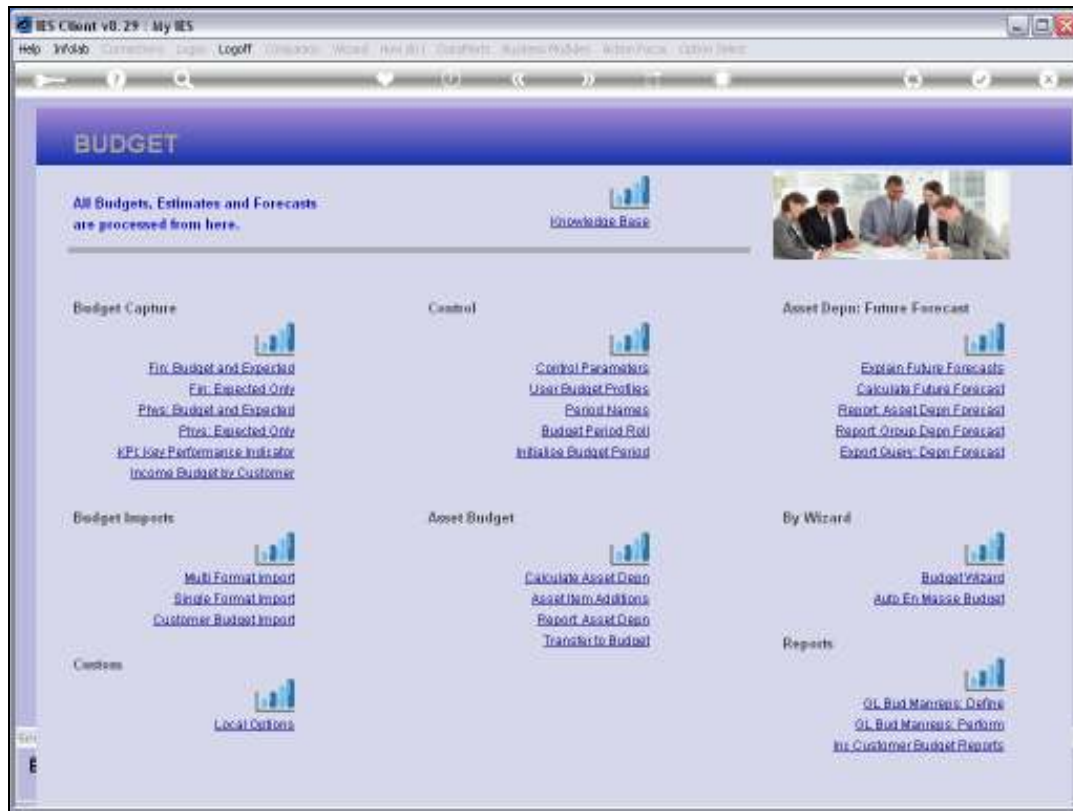 IES Client v8.29 : My IES
Help Infolab Logoff
BUDGET
All Budgets, Estimates and Forecasts
are processed from here.
Knowledge Base
Budget Capture
Fin: Budget and Expected
Fin: Expected Only
Phys: Budget and Expected
Phys: Expected Only
KPI: Key Performance Indicator
Income Budget by Customer
Control
Control Parameters
User Budget Profiles
Period Names
Budget Period Roll
Initialise Budget Period
Asset Depn: Future Forecast
Explain Future Forecasts
Calculate Future Forecast
Report: Asset Depn Forecast
Report: Group Depn Forecast
Export Query: Depn Forecast
Budget Imports
Multi Format Import
Single Format Import
Customer Budget Import
Asset Budget
Calculate Asset Depn
Asset Item Additions
Report Asset Depn
Transfer to Budget
By Wizard
Budget Wizard
Auto En Masse Budget
Custom
Local Options
Reports
GL Bud Manreps: Define
GL Bud Manreps: Perform
Inc Customer Budget Reports